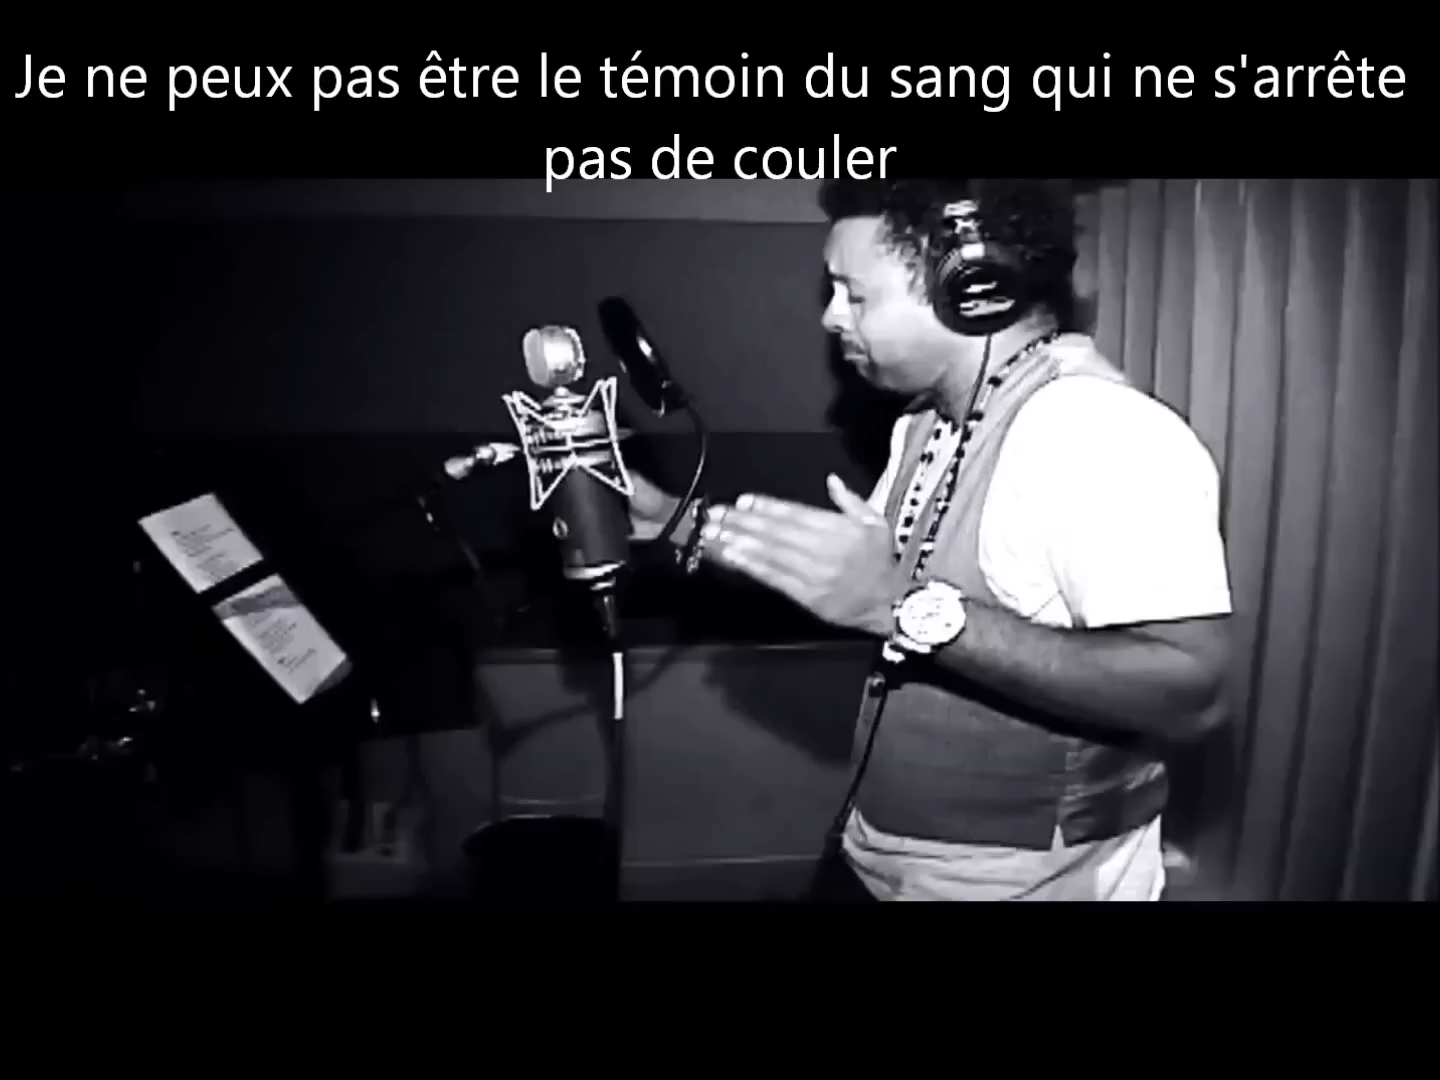 Je ne peux pas être le témoin du sang qui ne s'arrête
pas de couler